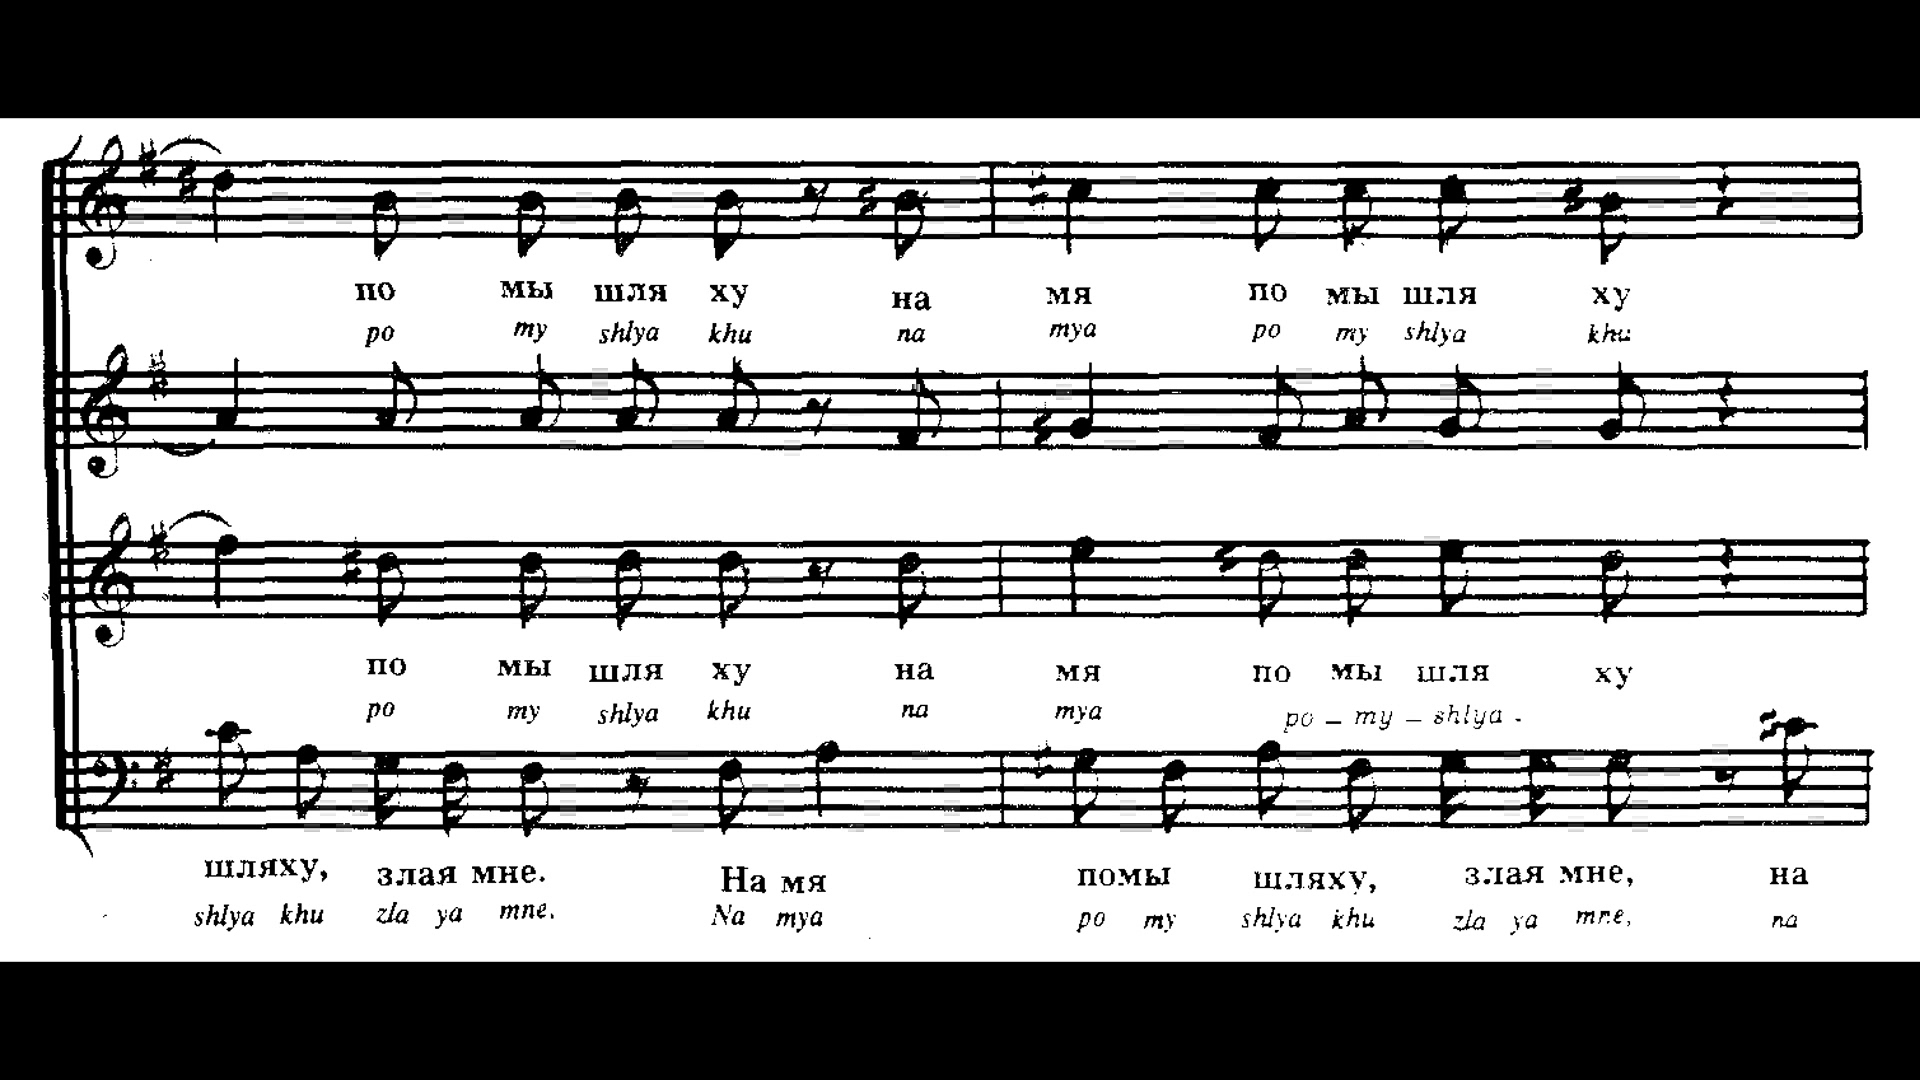 по мы шля ху на мя по мы шля ху
po my shlya khu na mya po my shlya khu
по мы шля ху на мя по мы шля ху
po my shlya khu na mya po – my – shlya -
шляху, злая мне. На мя помы шляху, злая мне, на
shlya khu zla ya mne. Na mya po my shlya khu zla ya mne, na